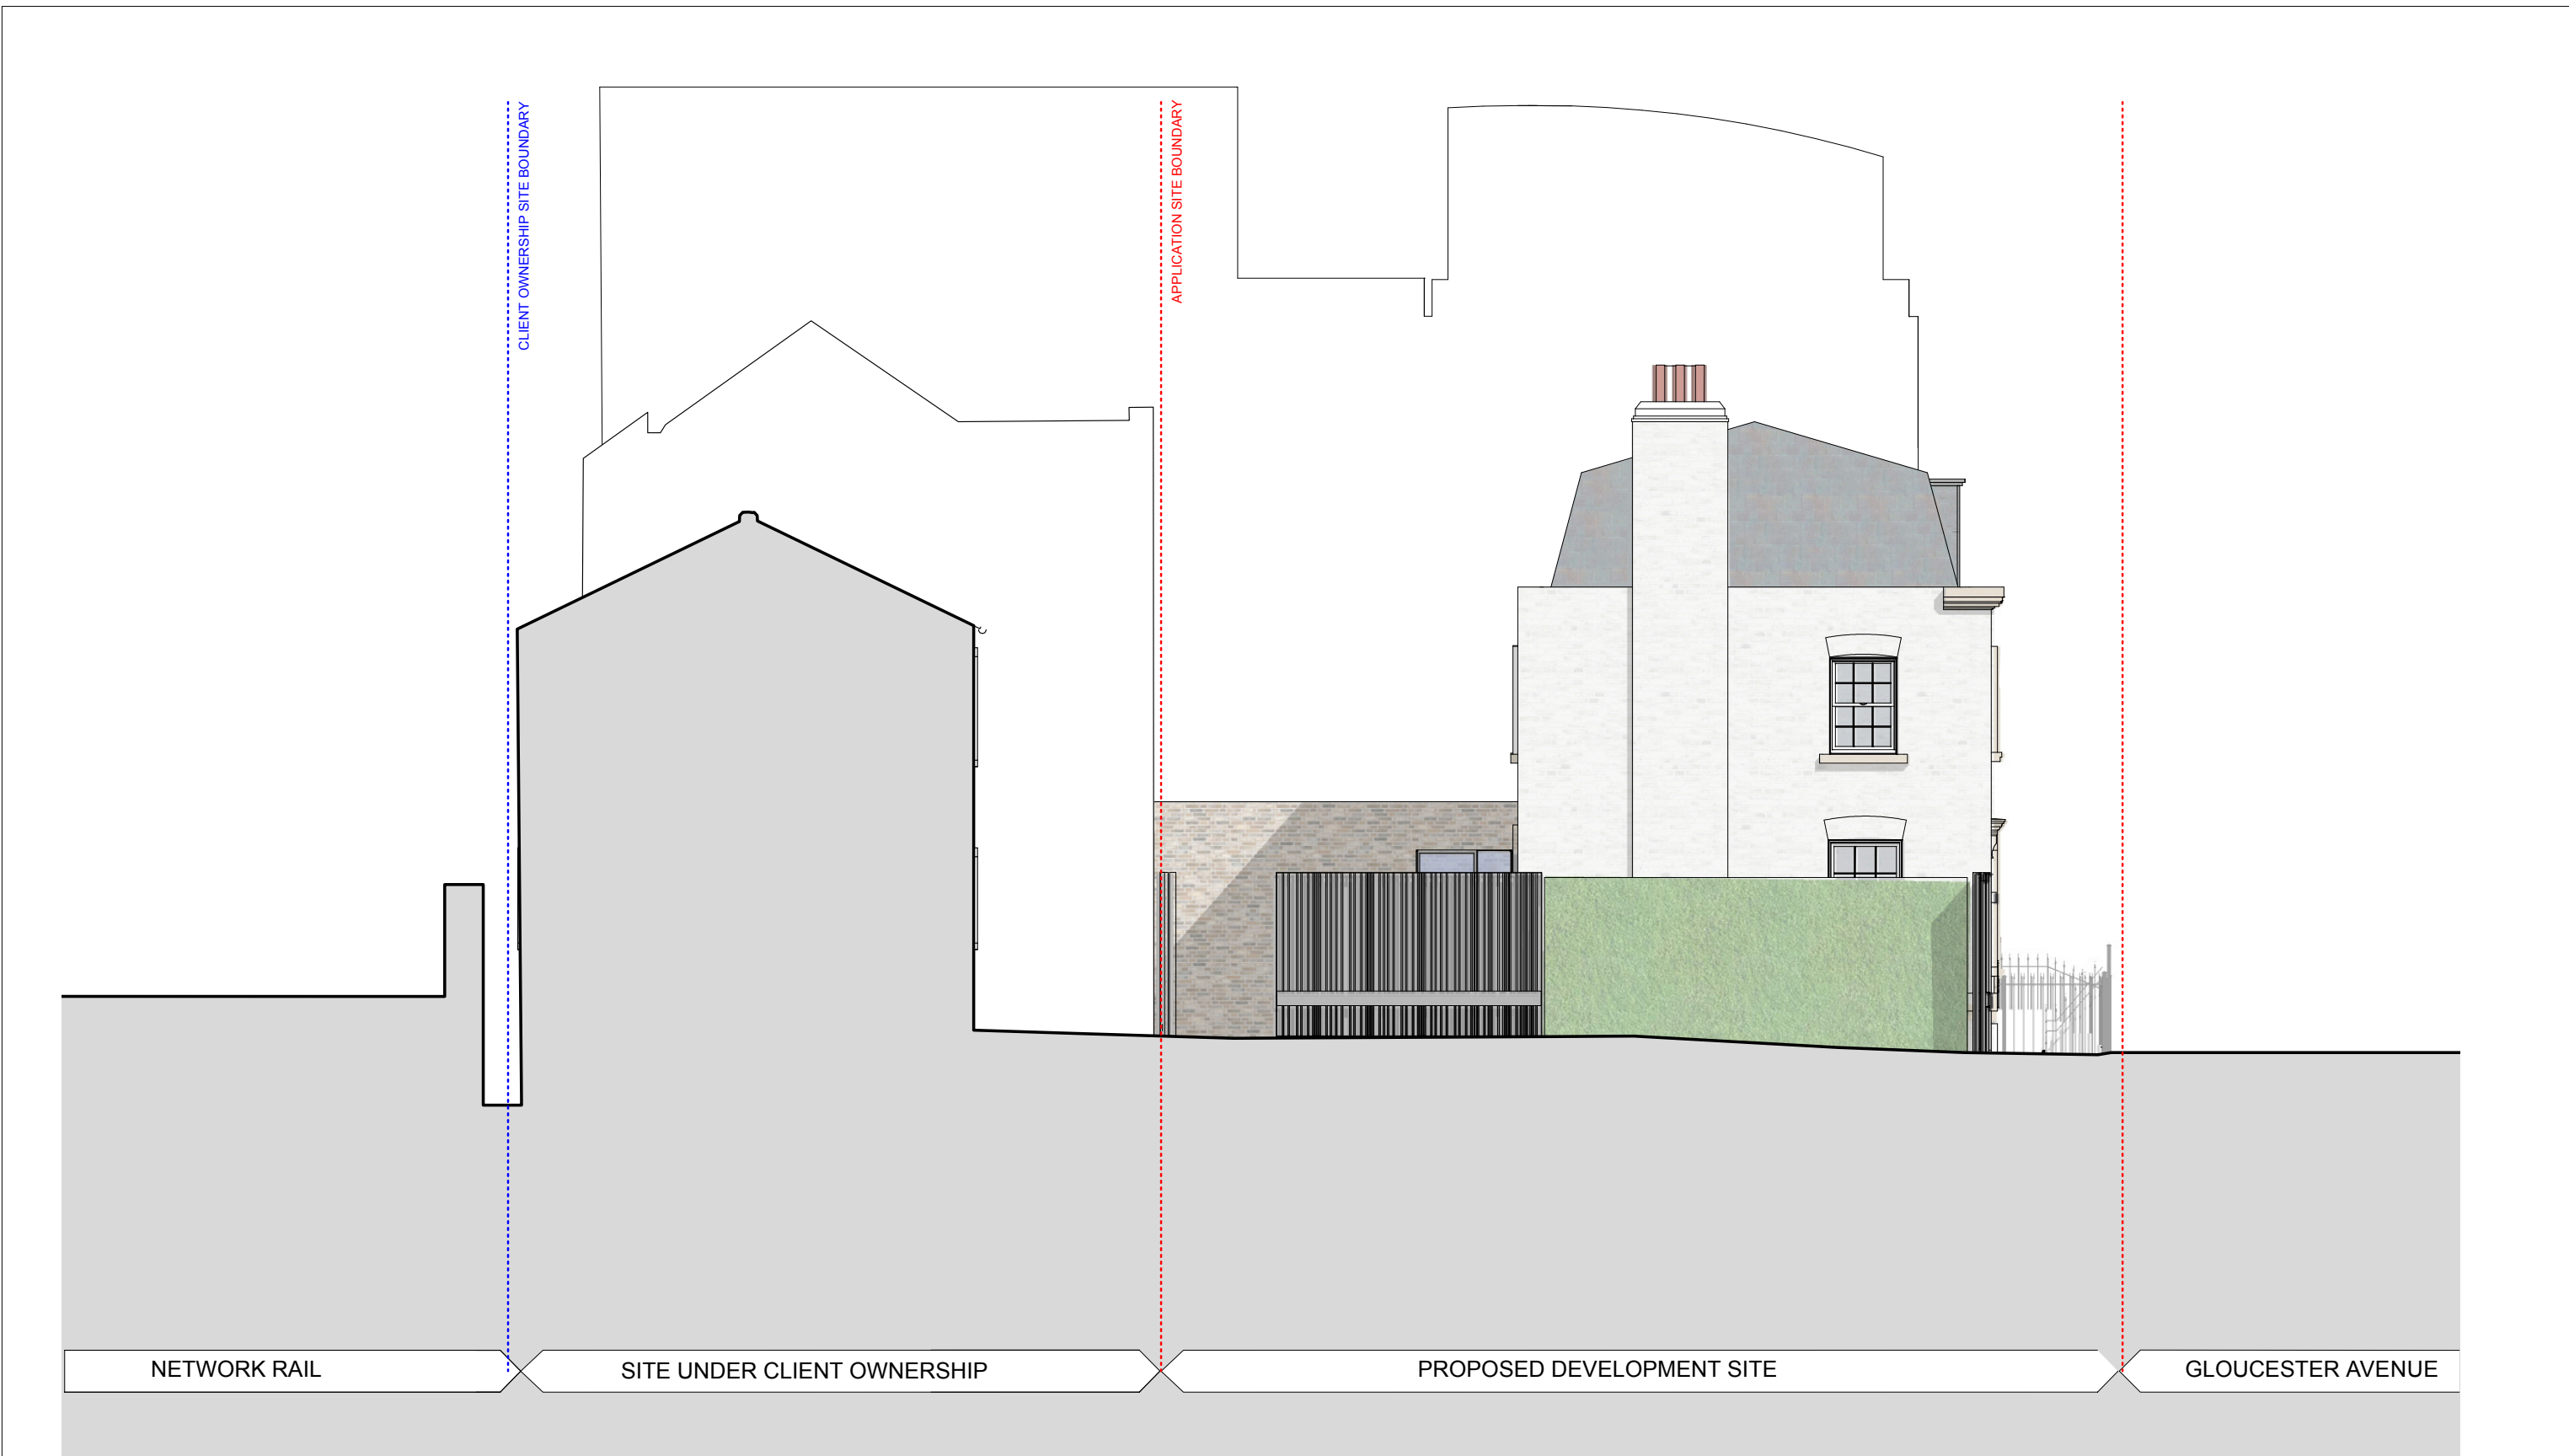 CLIENT OWNERSHIP SITE BOUNDARY
APPLICATION SITE BOUNDARY
NETWORK RAIL
SITE UNDER CLIENT OWNERSHIP
PROPOSED DEVELOPMENT SITE
GLOUCESTER AVENUE